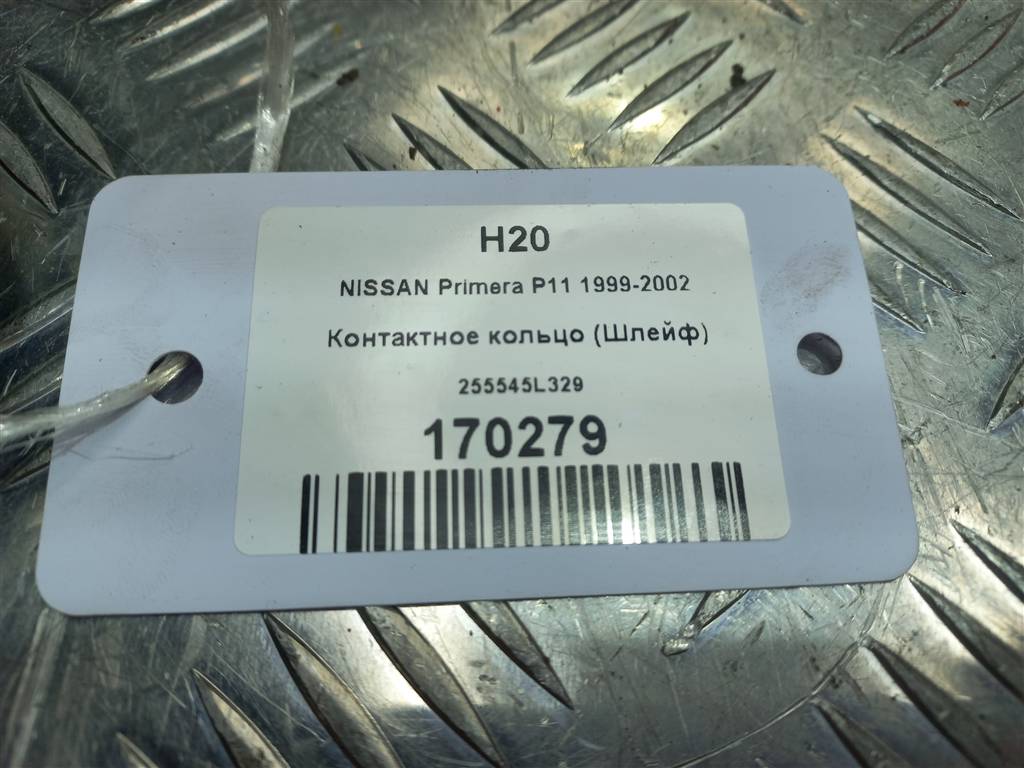 H20
NISSAN Primera P11 1999-2002
Контактное кольцо (Шлейф)
255545L329
170279